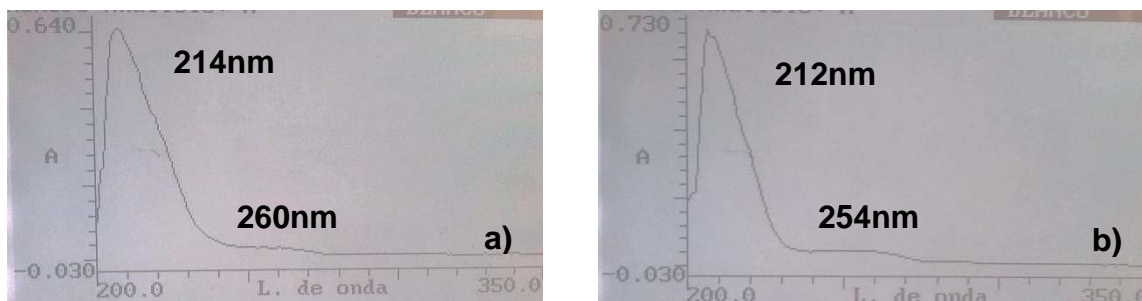 0.640
214nm
A
260nm
a)
-0.030
200.0 L. de onda 350.0
BLANCO
0.730
212nm
A
254nm
b)
-0.030
200.0 L. de onda 350.0